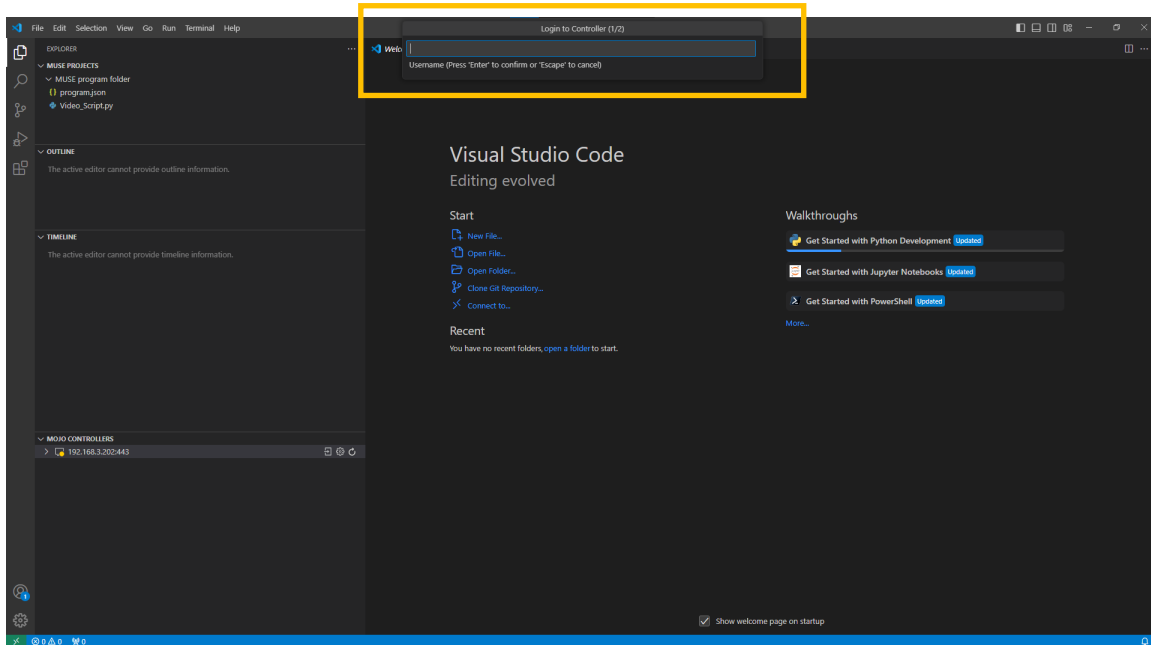 File Edit Selection View Go Run Terminal Help
Login to Controller (1/2)
Username (Press 'Enter' to confirm or 'Escape' to cancel)
EXPLORER
Welc
MUSE PROJECTS
MUSE program folder
program.json
Video_Script.py
OUTLINE
The active editor cannot provide outline information.
TIMELINE
The active editor cannot provide timeline information.
MOJO CONTROLLERS
192.168.3.202:443
Visual Studio Code
Editing evolved
Start
New File...
Open File...
Open Folder...
Clone Git Repository...
Connect to...
Recent
You have no recent folders, open a folder to start.
Walkthroughs
Get Started with Python Development Updated
Get Started with Jupyter Notebooks Updated
Get Started with PowerShell Updated
More...
Show welcome page on startup
1
0 0 0